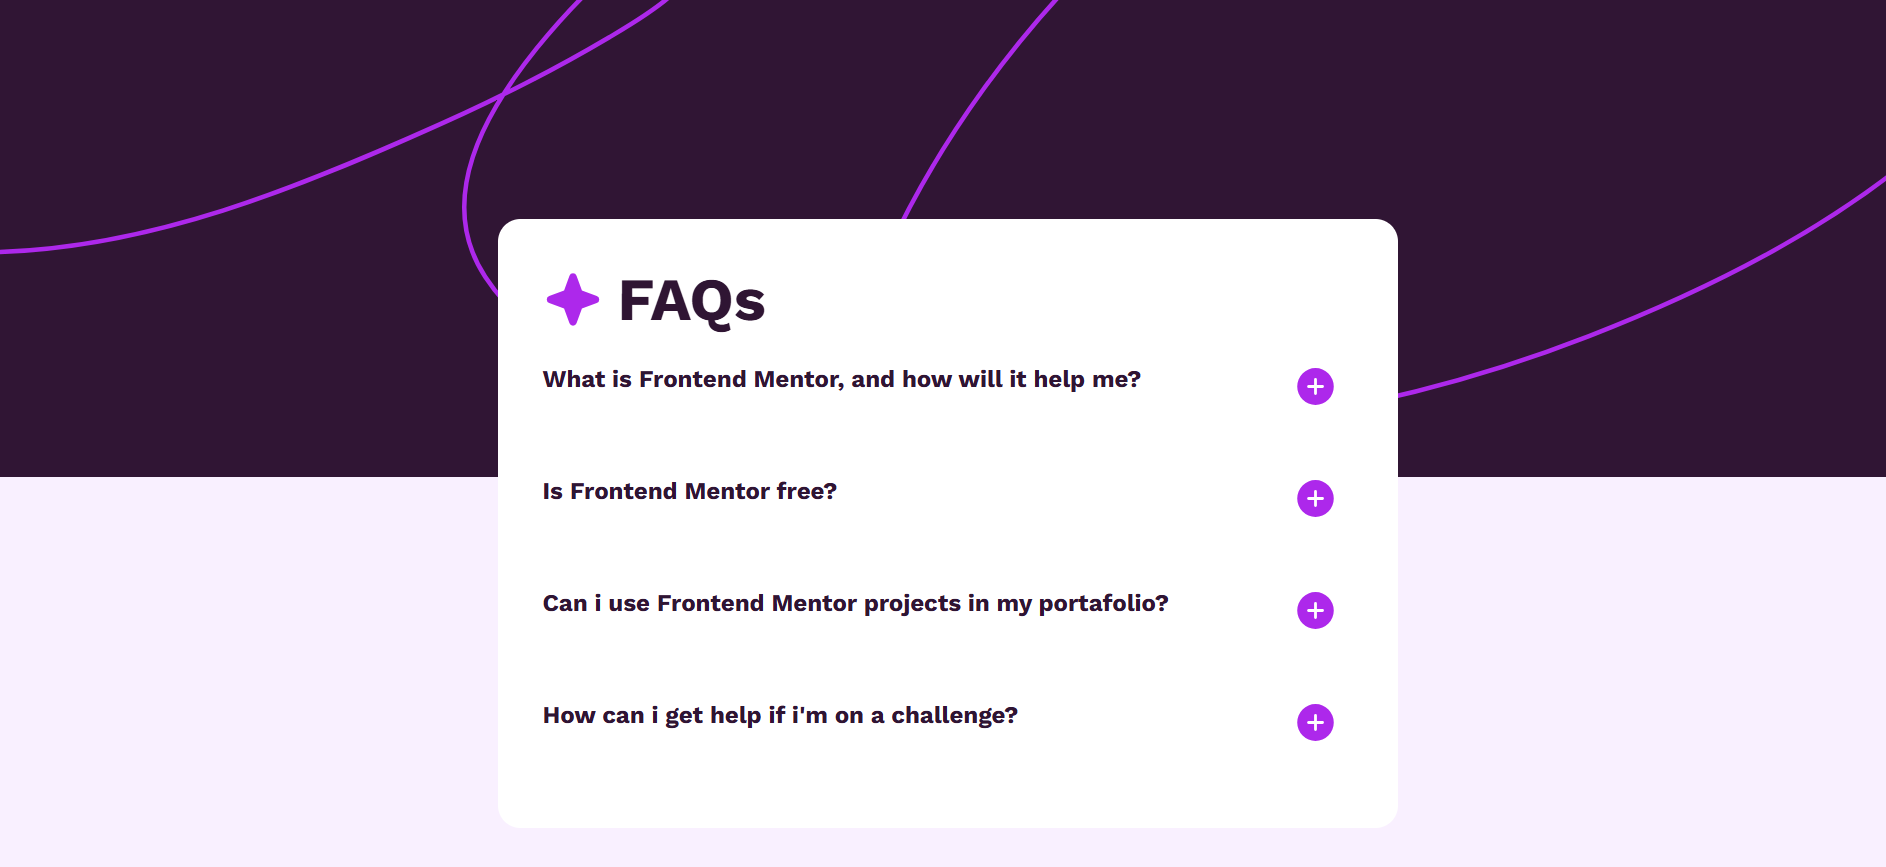 FAQs
What is Frontend Mentor, and how will it help me?
Is Frontend Mentor free?
Can i use Frontend Mentor projects in my portafolio?
How can i get help if i'm on a challenge?